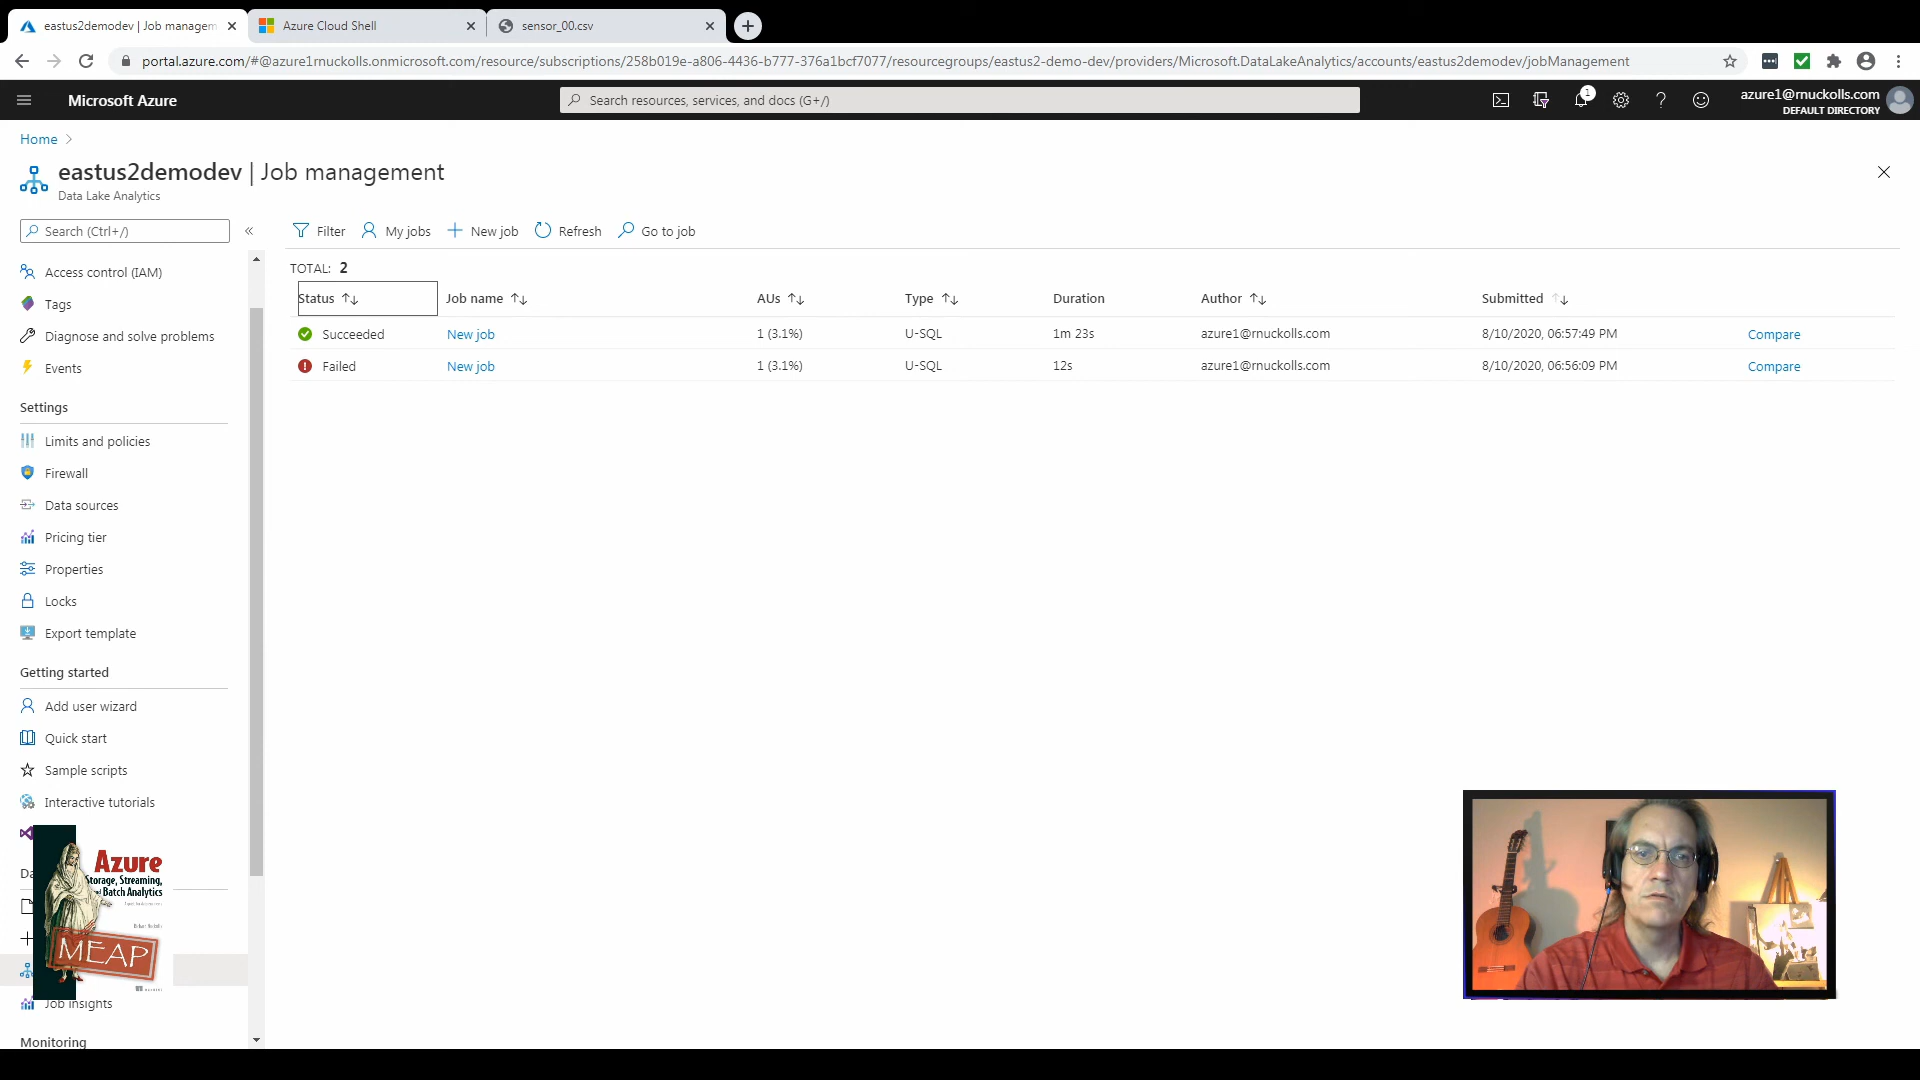 eastus2demodev | Job managem
Azure Cloud Shell
sensor_00.csv
portal.azure.com/#@azure1rnuckolls.onmicrosoft.com/resource/subscriptions/258b019e-a806-4436-b777-376a1bcf7077/resourcegroups/eastus2-demo-dev/providers/Microsoft.DataLakeAnalytics/accounts/eastus2demodev/jobManagement
Microsoft Azure
Search resources, services, and docs (G+/)
1
azure1@rnuckolls.com
DEFAULT DIRECTORY
Home
eastus2demodev | Job management
Data Lake Analytics
Search (Ctrl+/)
Filter My jobs New job Refresh Go to job
Access control (IAM)
Tags
Diagnose and solve problems
Events
Settings
Limits and policies
Firewall
Data sources
Pricing tier
Properties
Locks
Export template
Getting started
Add user wizard
Quick start
Sample scripts
Interactive tutorials
Da
Job insights
Monitoring
TOTAL: 2
Status Job name AUs Type Duration Author Submitted
Succeeded New job 1 (3.1%) U-SQL 1m 23s azure1@rnuckolls.com 8/10/2020, 06:57:49 PM Compare
Failed New job 1 (3.1%) U-SQL 12s azure1@rnuckolls.com 8/10/2020, 06:56:09 PM Compare
Azure
Storage, Streaming,
and Batch Analytics
MEAP